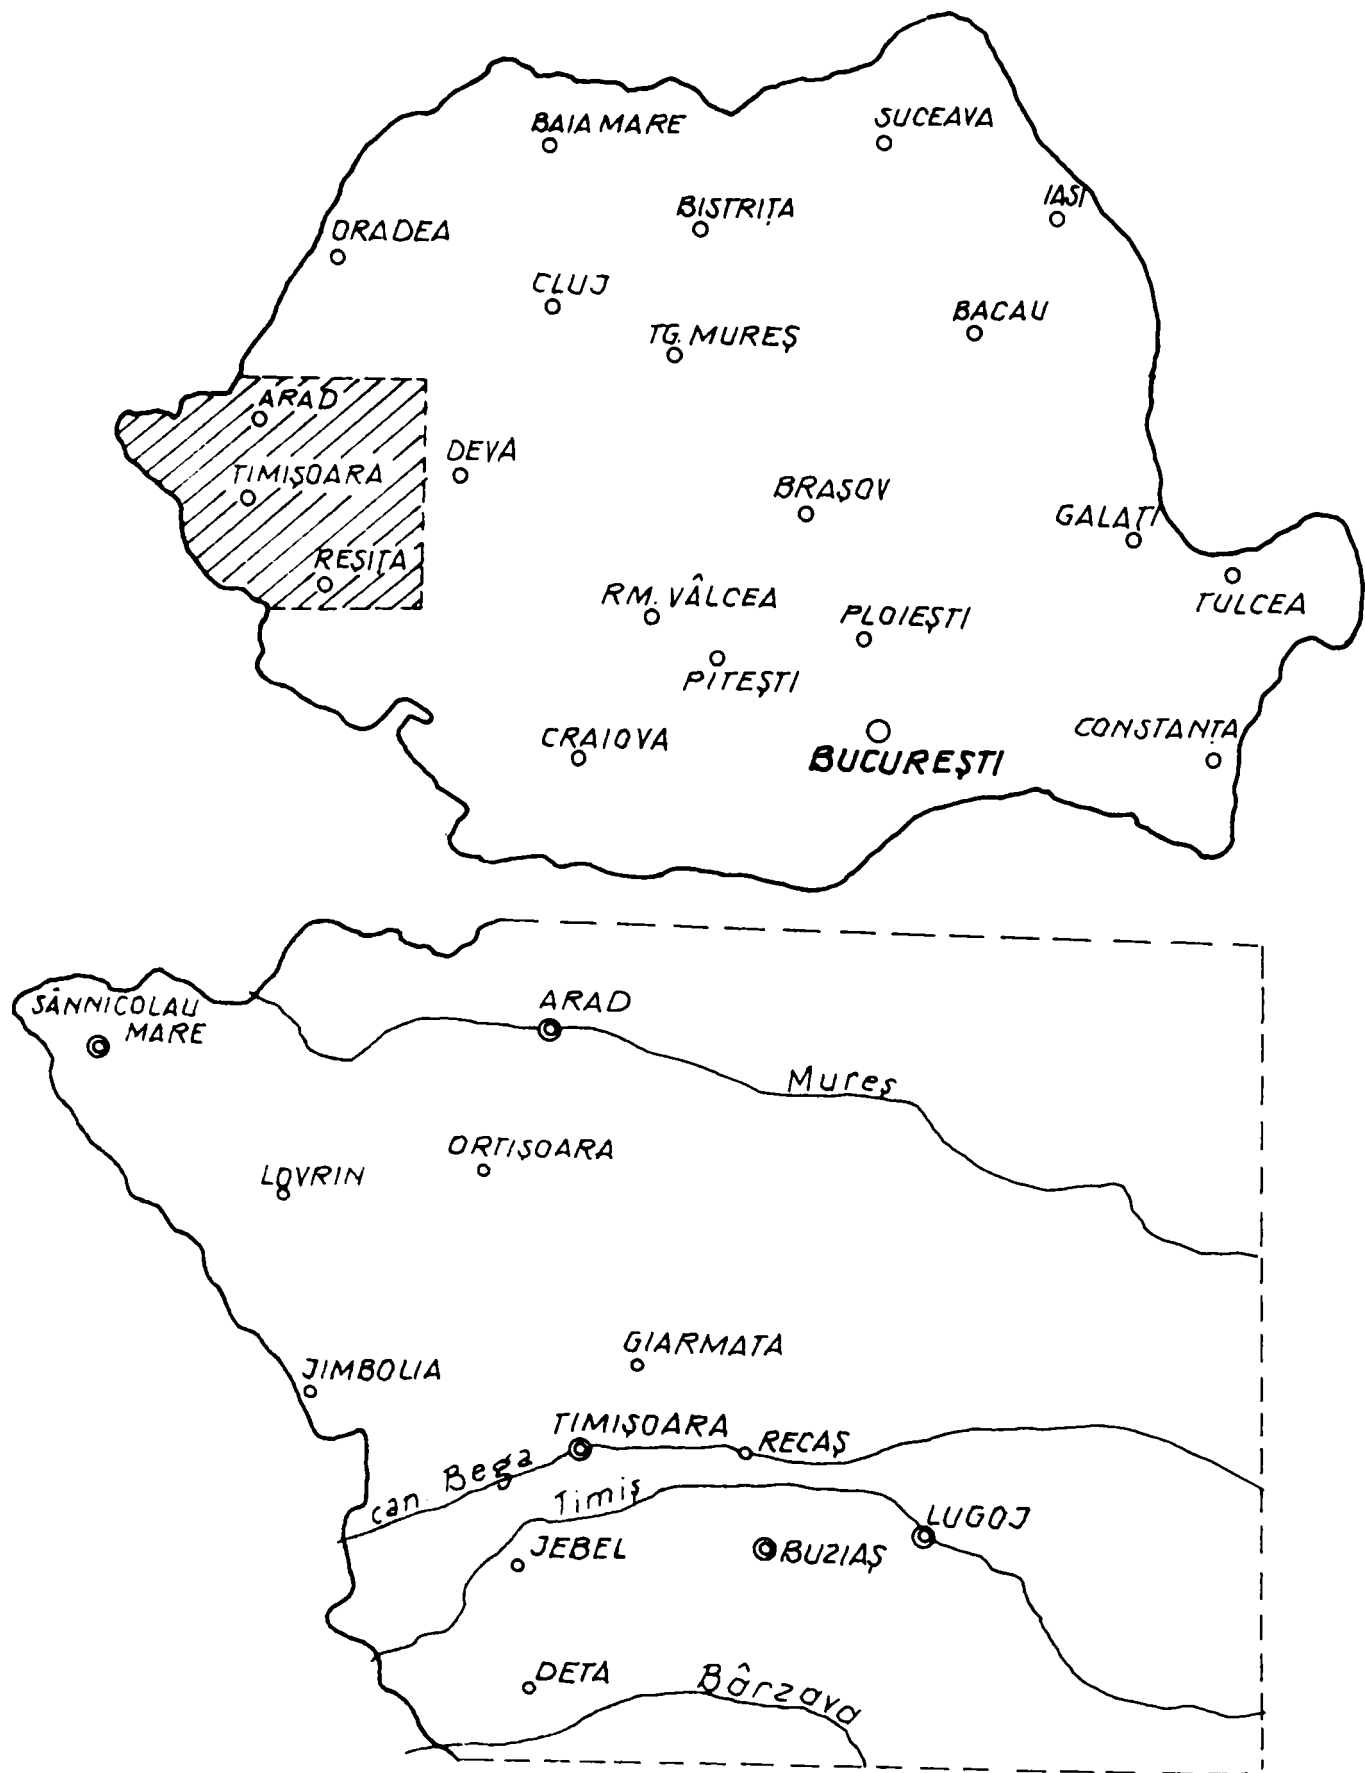 BAIA MARE
SUCEAVA
IAȘI
BISTRIȚA
ORADEA
CLUJ
BACAU
TG. MUREȘ
ARAD
DEVA
TIMIȘOARA
BRAȘOV
GALAȚI
REȘIȚA
RM. VÂLCEA
PLOIEȘTI
TULCEA
PITEȘTI
CRAIOVA
CONSTANȚA
BUCUREȘTI
SÂNNICOLAU
MARE
ARAD
Mureș
ORTIȘOARA
LOVRIN
GIARMATA
JIMBOLIA
TIMIȘOARA
RECAȘ
can. Bega
Timiș
LUGOJ
JEBEL
BUZIAȘ
DETA
Bârzava